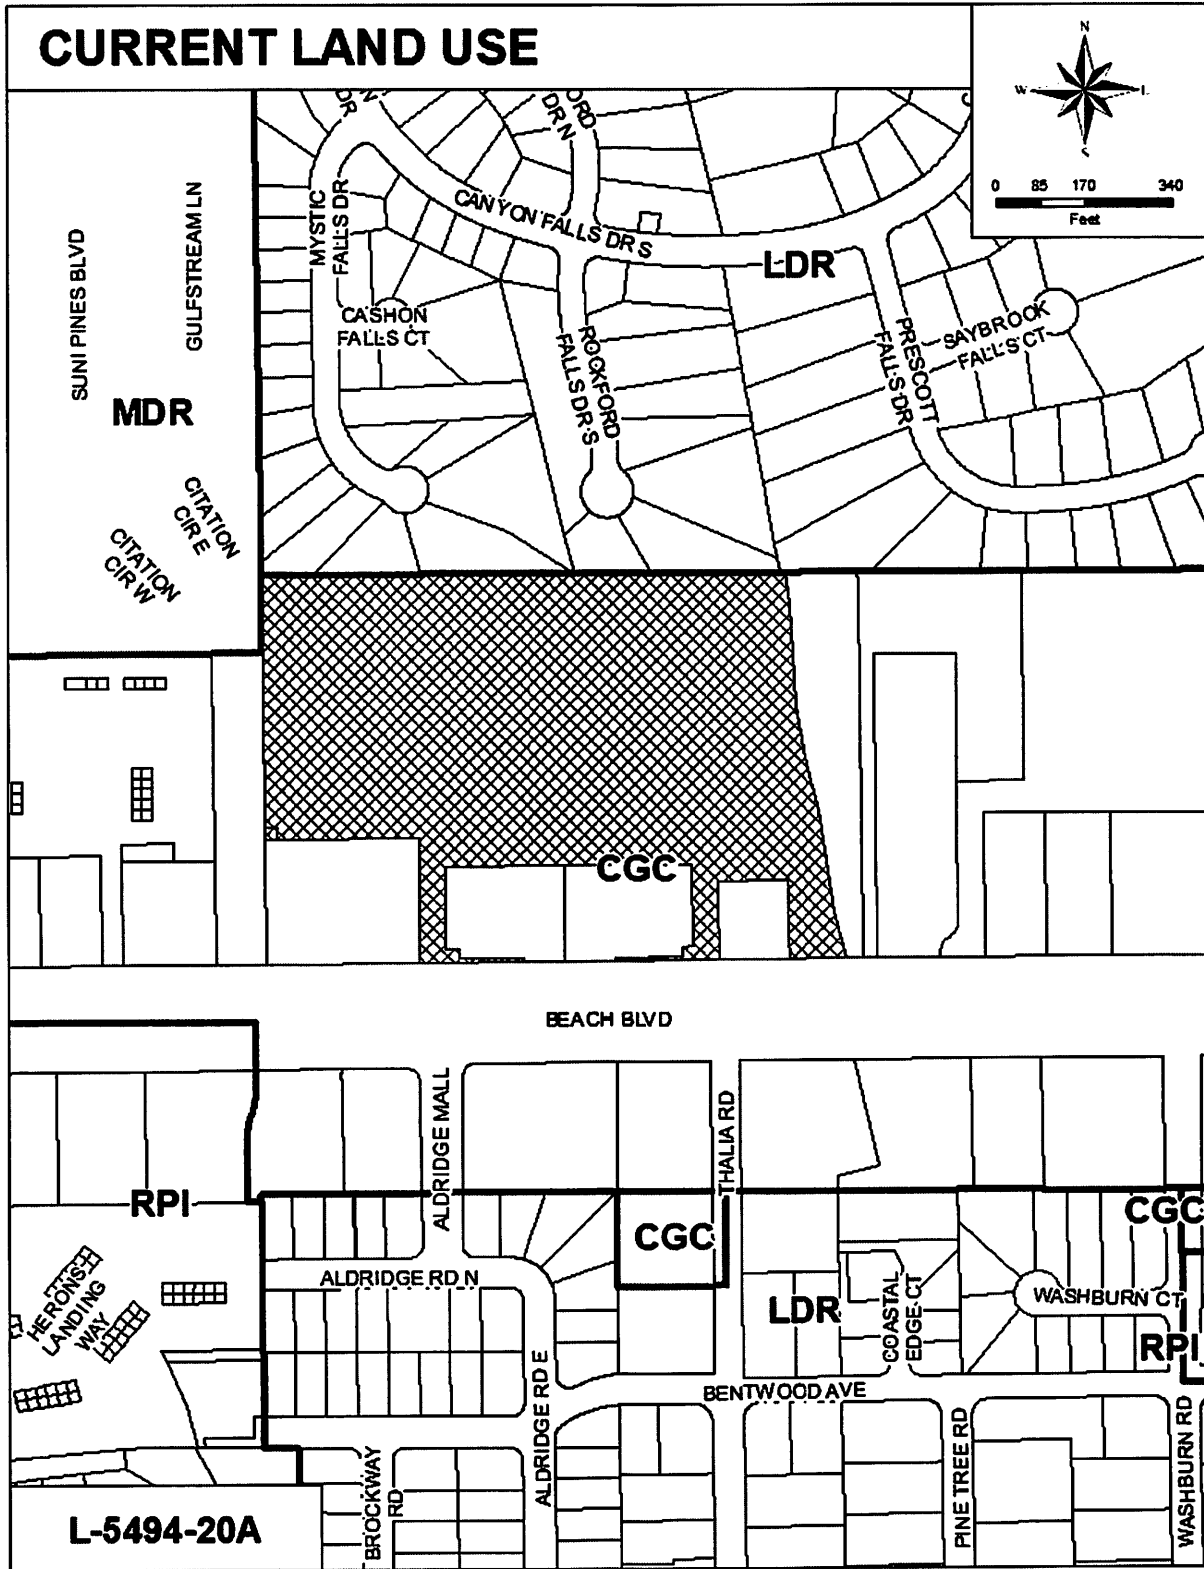 CURRENT LAND USE
N
W
S
0 85 170 340
Feet
DR
N
ORD
DR N
SUNI PINES BLVD
GULFSTREAM LN
MYSTIC
FALLS DR
CANYON FALLS DR S
LDR
CASHON
FALLS CT
ROCKFORD
FALLS DR S
PRESCOTT
FALLS DR
SAYBROOK
FALLS CT
MDR
CITATION
CIR E
CITATION
CIR W
CGC
BEACH BLVD
ALDRIDGE MALL
THALIA RD
RPI
CGC
CGC
ALDRIDGE RD N
HERONS
LANDING
WAY
LDR
COASTAL
EDGE CT
WASHBURN CT
RPI
ALDRIDGE RD E
BENTWOOD AVE
BROCKWAY
RD
PINE TREE RD
WASHBURN RD
L-5494-20A